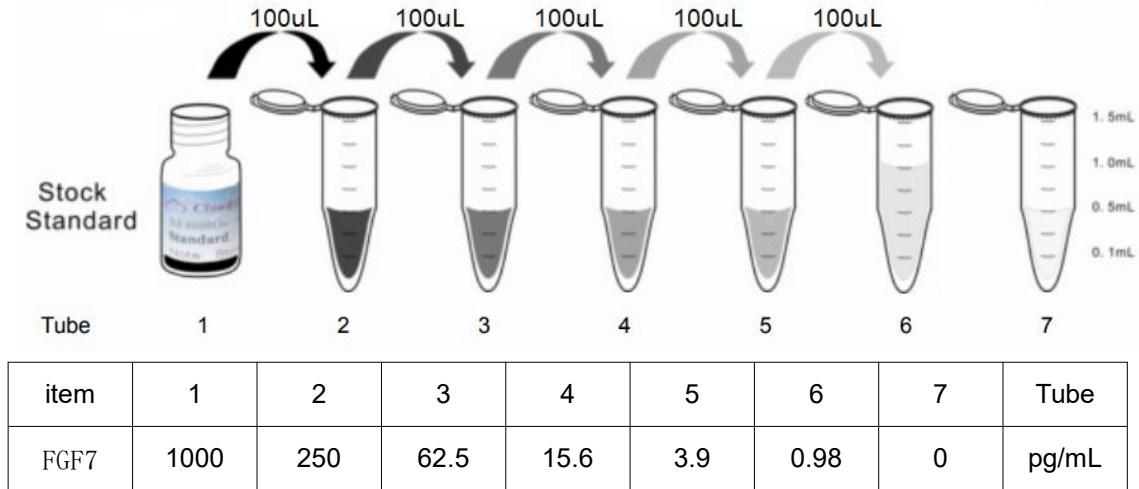 100uL 100uL 100uL 100uL 100uL
1. 5mL
1. 0mL
Stock
Standard
Standard
0. 5mL
0. 1mL
Tube 1 2 3 4 5 6 7
item 1 2 3 4 5 6 7 Tube
FGF7 1000 250 62.5 15.6 3.9 0.98 0 pg/mL